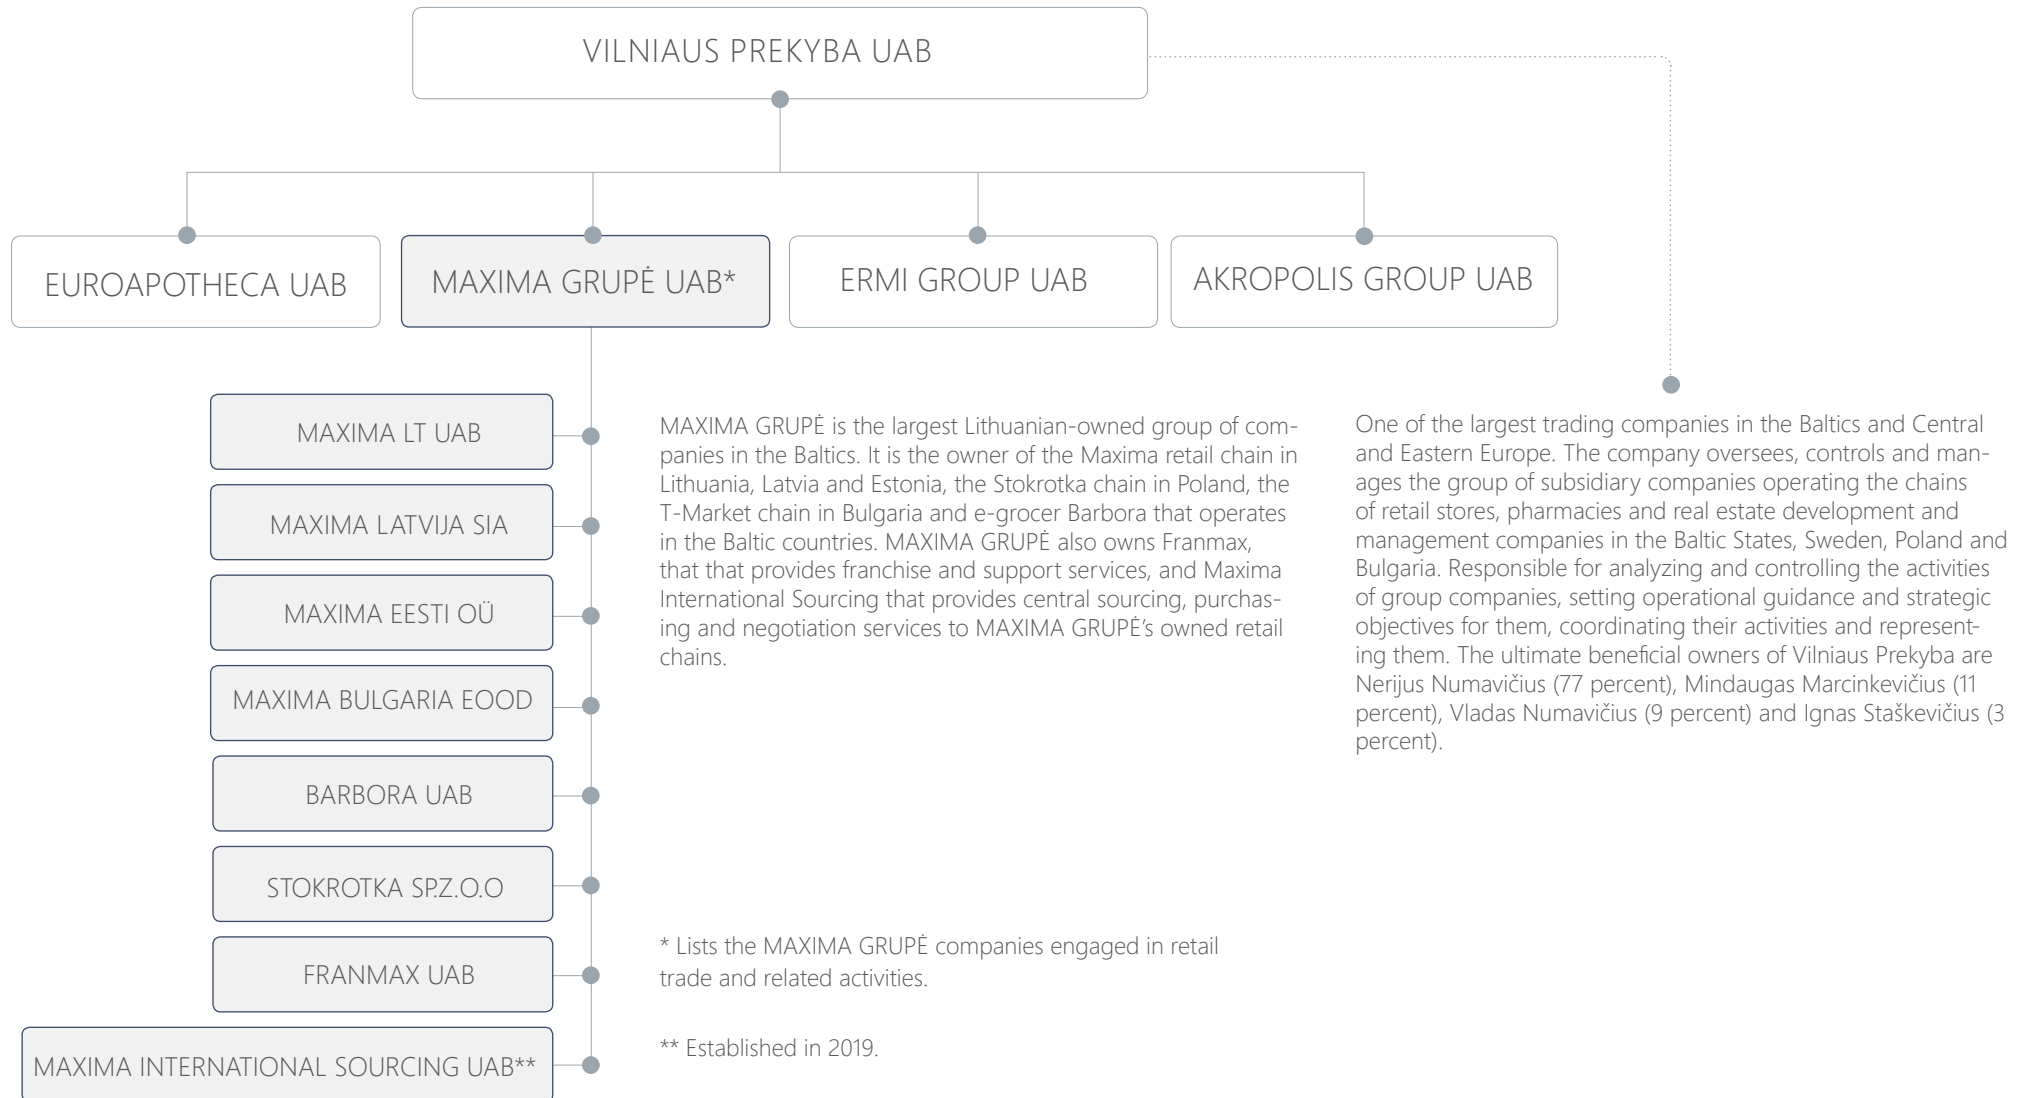 VILNIAUS PREKYBA UAB
EUROAPOTHECA UAB
MAXIMA GRUPĖ UAB*
ERMI GROUP UAB
AKROPOLIS GROUP UAB
MAXIMA LT UAB
MAXIMA LATVIJA SIA
MAXIMA EESTI OÜ
MAXIMA BULGARIA EOOD
BARBORA UAB
STOKROTKA SP.Z.O.O
FRANMAX UAB
MAXIMA INTERNATIONAL SOURCING UAB**
MAXIMA GRUPĖ is the largest Lithuanian-owned group of com-
panies in the Baltics. It is the owner of the Maxima retail chain in
Lithuania, Latvia and Estonia, the Stokrotka chain in Poland, the
T-Market chain in Bulgaria and e-grocer Barbora that operates
in the Baltic countries. MAXIMA GRUPĖ also owns Franmax,
that that provides franchise and support services, and Maxima
International Sourcing that provides central sourcing, purchas-
ing and negotiation services to MAXIMA GRUPĖ's owned retail
chains.
* Lists the MAXIMA GRUPĖ companies engaged in retail
trade and related activities.
** Established in 2019.
One of the largest trading companies in the Baltics and Central
and Eastern Europe. The company oversees, controls and man-
ages the group of subsidiary companies operating the chains
of retail stores, pharmacies and real estate development and
management companies in the Baltic States, Sweden, Poland and
Bulgaria. Responsible for analyzing and controlling the activities
of group companies, setting operational guidance and strategic
objectives for them, coordinating their activities and represent-
ing them. The ultimate beneficial owners of Vilniaus Prekyba are
Nerijus Numavičius (77 percent), Mindaugas Marcinkevičius (11
percent), Vladas Numavičius (9 percent) and Ignas Staškevičius (3
percent).